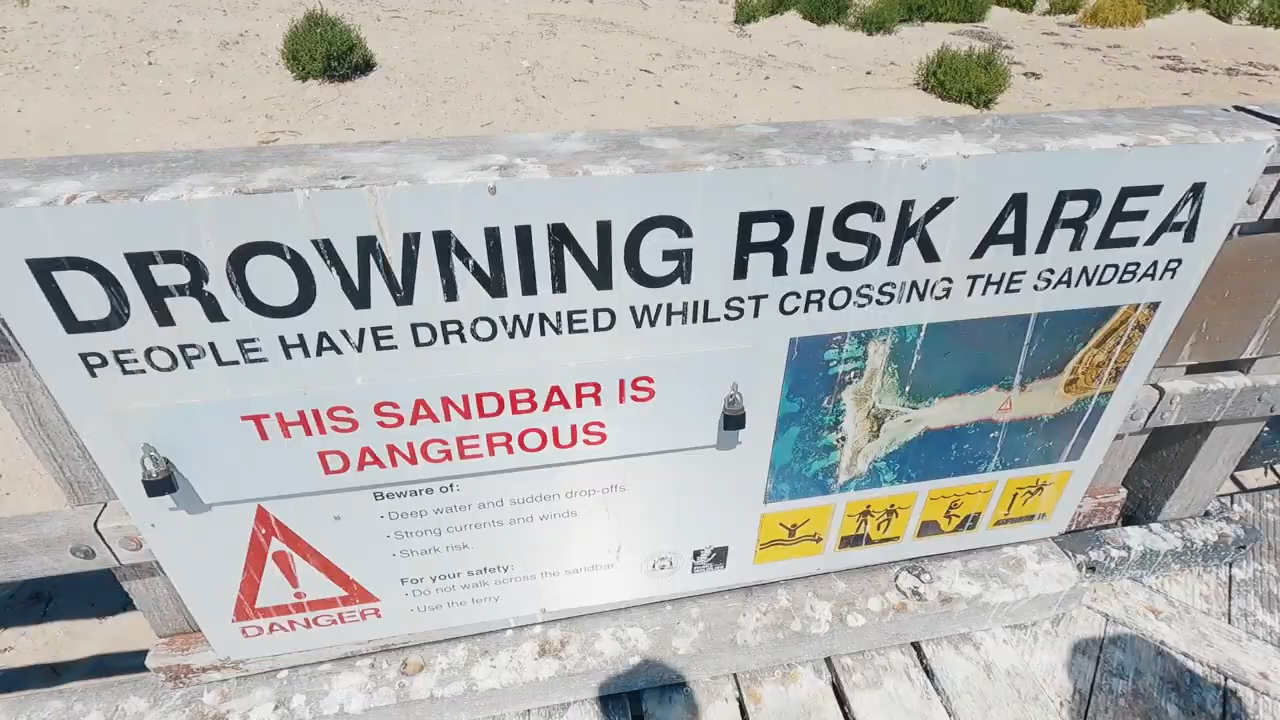 DROWNING RISK AREA
PEOPLE HAVE DROWNED WHILST CROSSING THE SANDBAR
THIS SANDBAR IS
DANGEROUS
Beware of:
• Deep water and sudden drop-offs.
• Strong currents and winds.
• Shark risk.
For your safety:
• Do not walk across the sandbar.
• Use the ferry.
DANGER